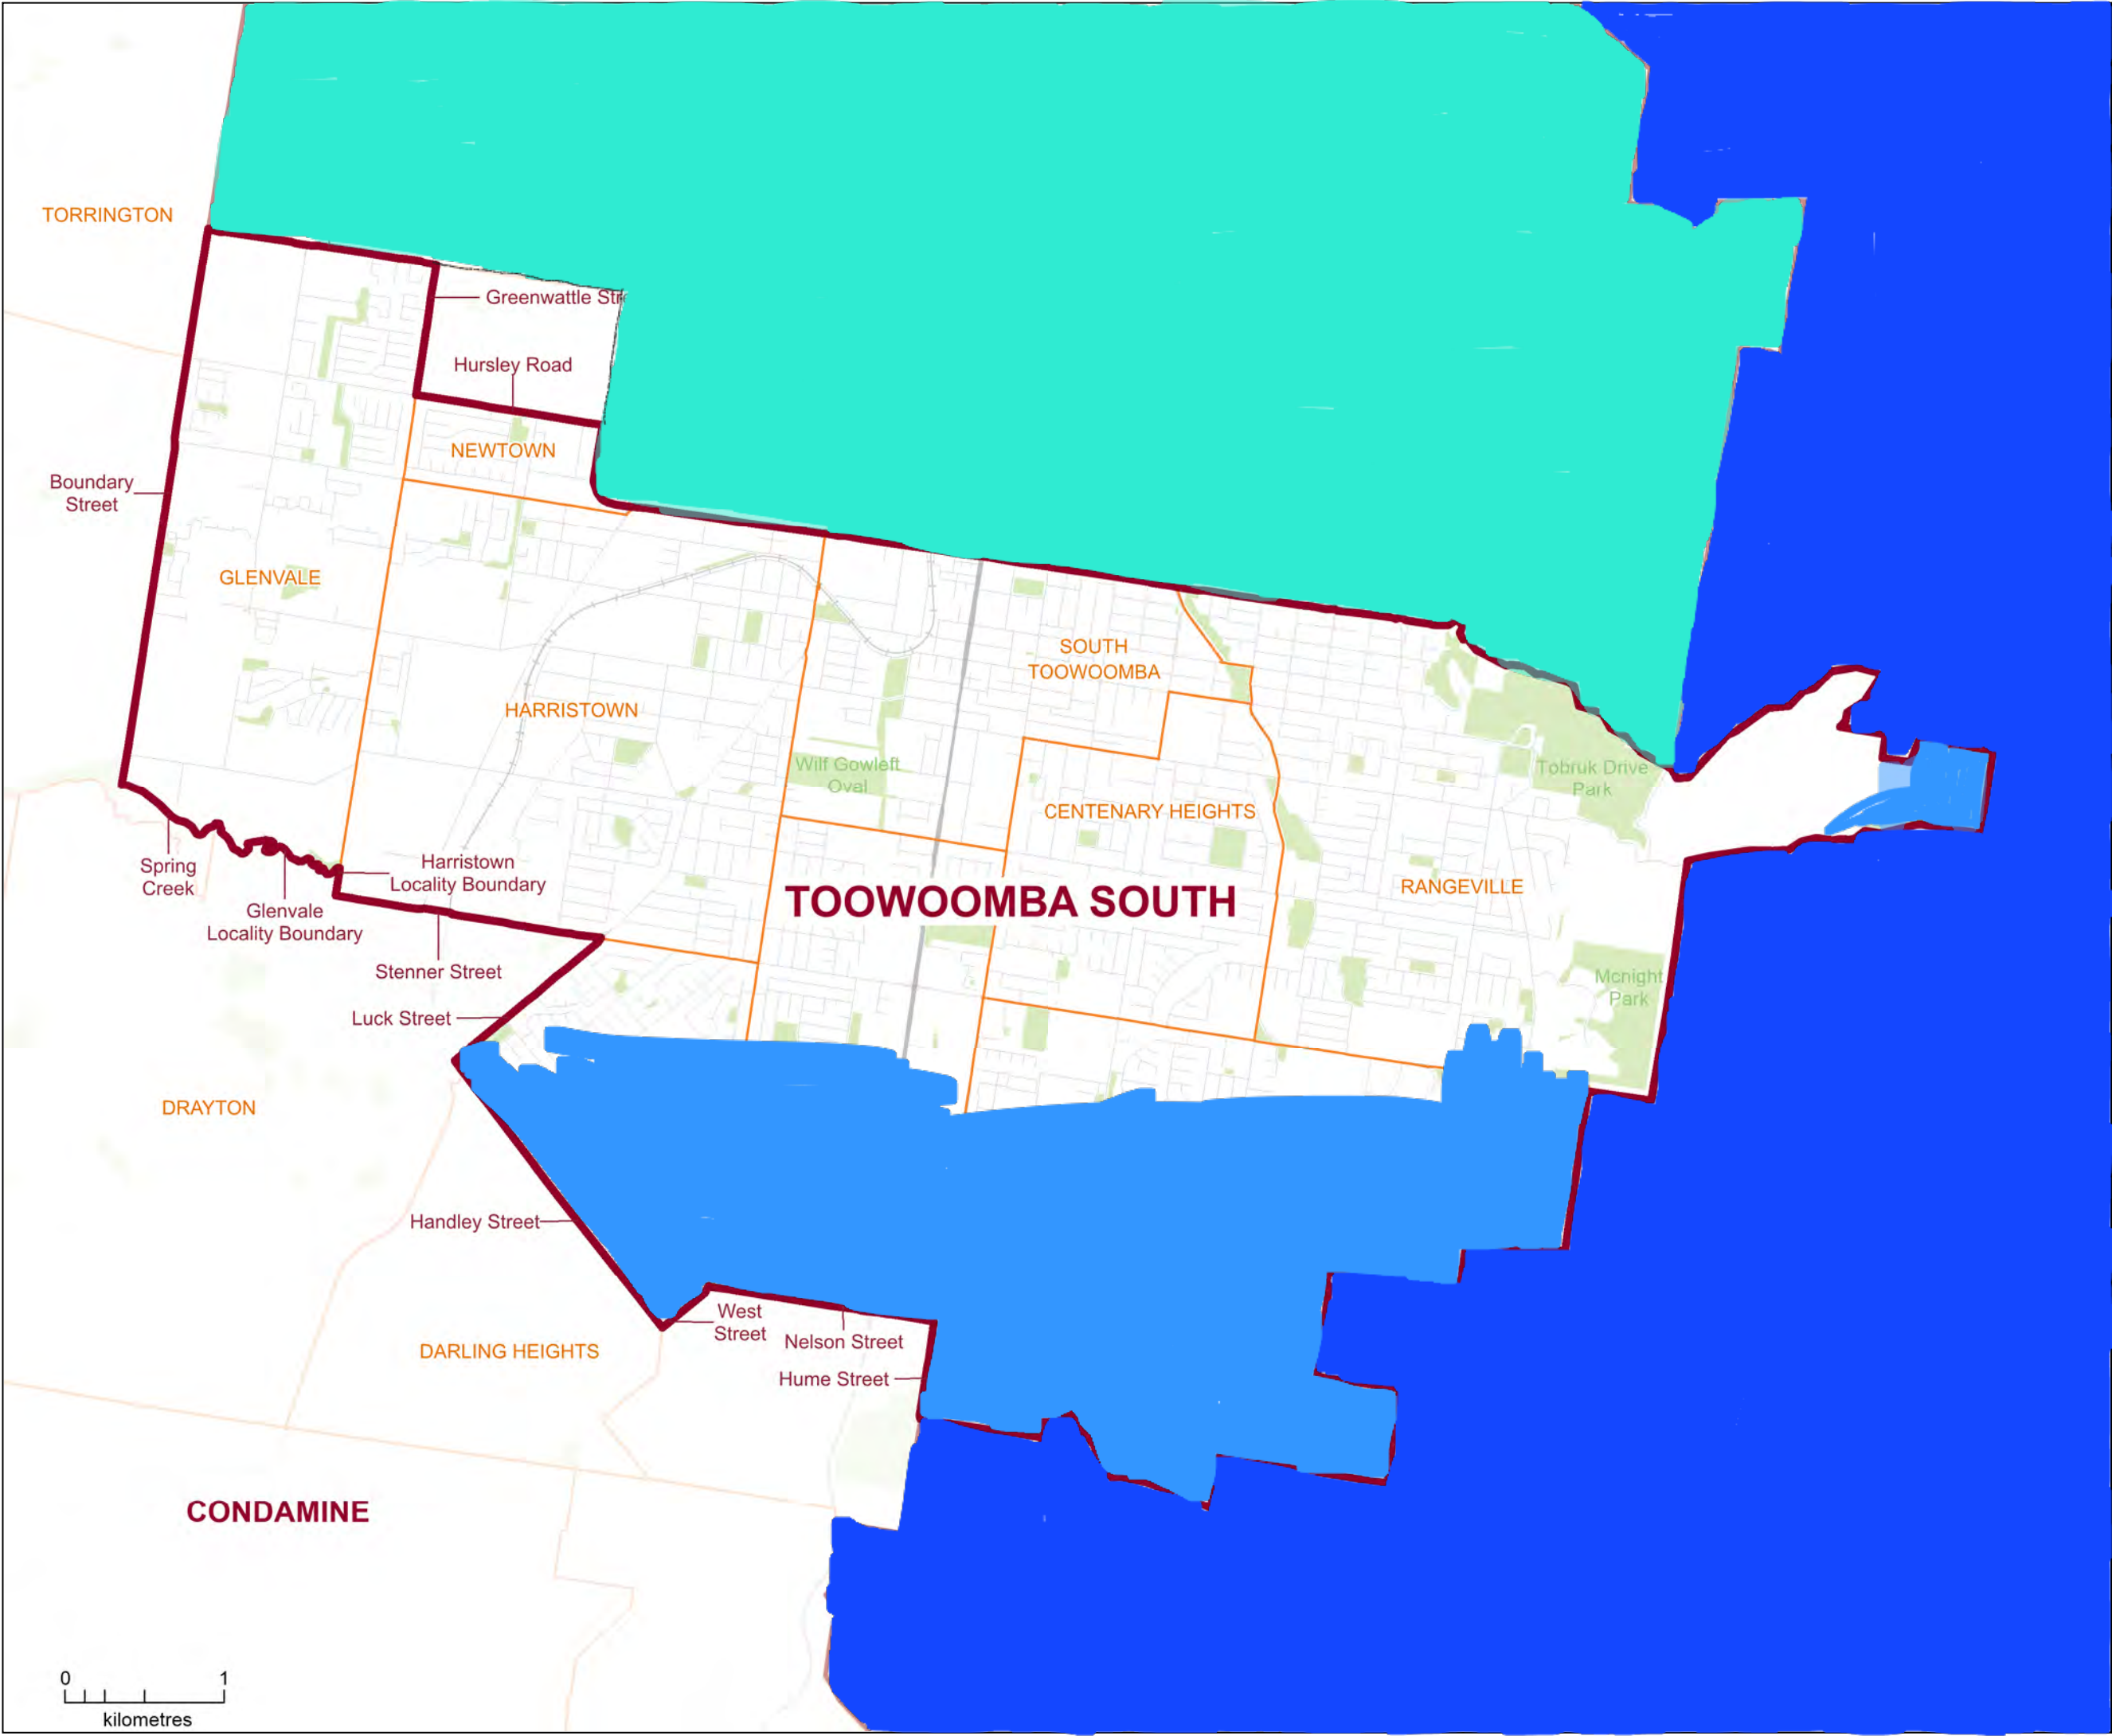 TORRINGTON
Greenwattle Str
Hursley Road
NEWTOWN
Boundary
Street
GLENVALE
SOUTH
TOOWOOMBA
HARRISTOWN
Wilf Gowlett
Oval
Tobruk Drive
Park
CENTENARY HEIGHTS
Spring
Creek
Harristown
Locality Boundary
Glenvale
Locality Boundary
TOOWOOMBA SOUTH
RANGEVILLE
Stenner Street
Mcnight
Park
Luck Street
DRAYTON
Handley Street
West
Street
Nelson Street
DARLING HEIGHTS
Hume Street
CONDAMINE
0 1
kilometres